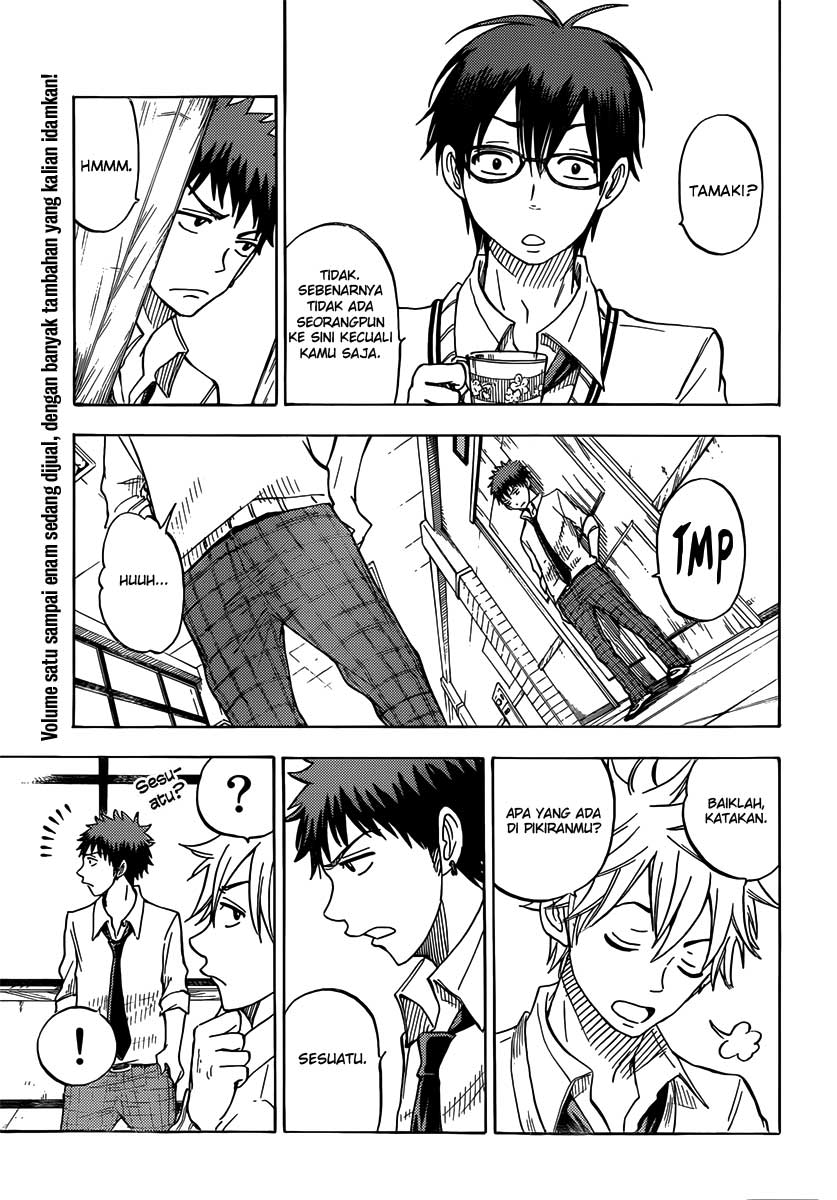 TAMAKI?
TIDAK.
SEBENARNYA
TIDAK ADA
SEORANGPUN
KE SINI KECUALI
KAMU SAJA.
HMMM.
Volume satu sampai enam sedang dijual, dengan banyak tambahan yang kalian idamkan!
TMP
HUUH...
BAIKLAH,
KATAKAN.
APA YANG ADA
DI PIKIRANMU?
SESUATU.
?
Sesu-
atu?
!